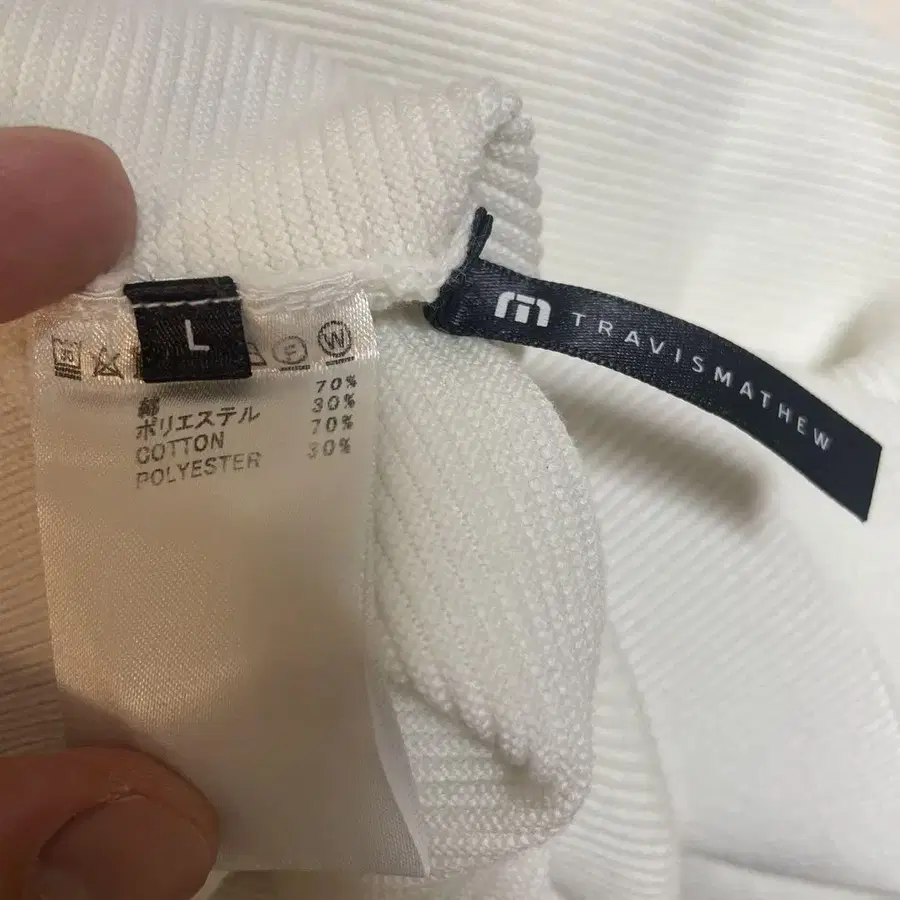 L
TRAVISMATHEW
W
綿 70%
ポリエステル 30%
COTTON 70%
POLYESTER 30%